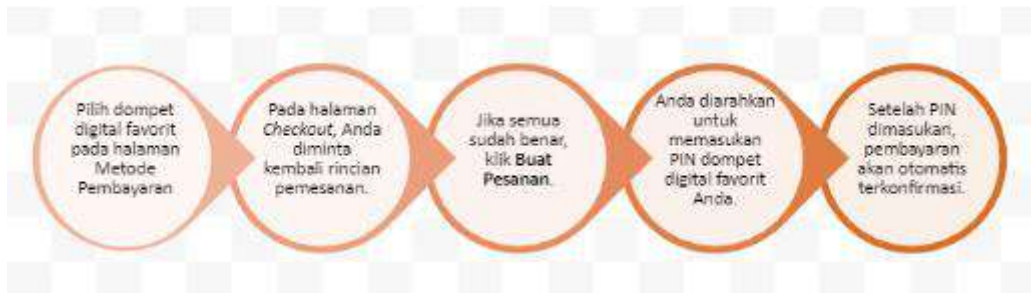 Pilih dompet
digital favorit
pada halaman
Metode
Pembayaran
Pada halaman
Checkout, Anda
diminta
kembali rincian
pemesanan.
Jika semua
sudah benar,
klik Buat
Pesanan.
Anda diarahkan
untuk
memasukan
PIN dompet
digital favorit
Anda.
Setelah PIN
dimasukan,
pembayaran
akan otomatis
terkonfirmasi.